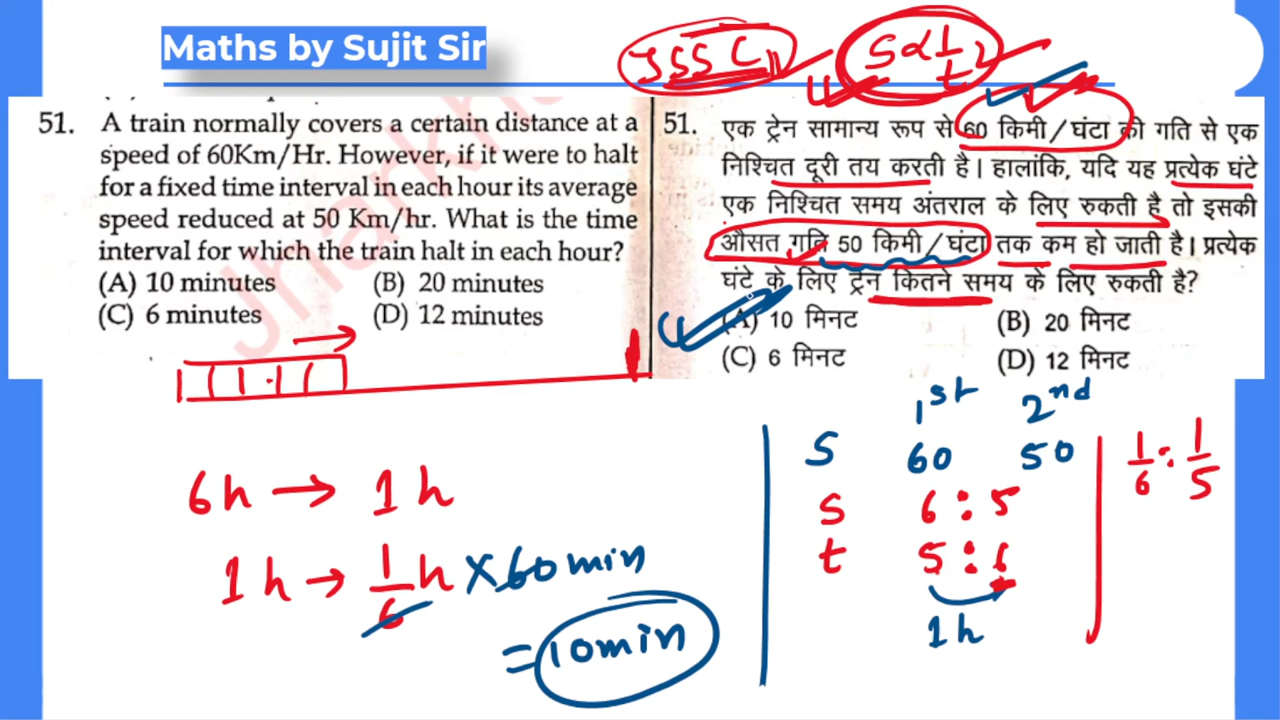 Maths by Sujit Sir
JSSC
S α 1/t
51. A train normally covers a certain distance at a
speed of 60Km/Hr. However, if it were to halt
for a fixed time interval in each hour its average
speed reduced at 50 Km/hr. What is the time
interval for which the train halt in each hour?
(A) 10 minutes (B) 20 minutes
(C) 6 minutes (D) 12 minutes
51. एक ट्रेन सामान्य रूप से 60 किमी/घंटा की गति से एक
निश्चित दूरी तय करती है। हालांकि, यदि यह प्रत्येक घंटे
एक निश्चित समय अंतराल के लिए रुकती है तो इसकी
औसत गति 50 किमी/घंटा तक कम हो जाती है। प्रत्येक
घंटे के लिए ट्रेन कितने समय के लिए रुकती है?
(A) 10 मिनट (B) 20 मिनट
(C) 6 मिनट (D) 12 मिनट
6h → 1h
1h → 1/6 h × 60 min
= 10 min
1st 2nd
S 60 50
S 6 : 5
t 5 : 6
1h
1/6 : 1/5